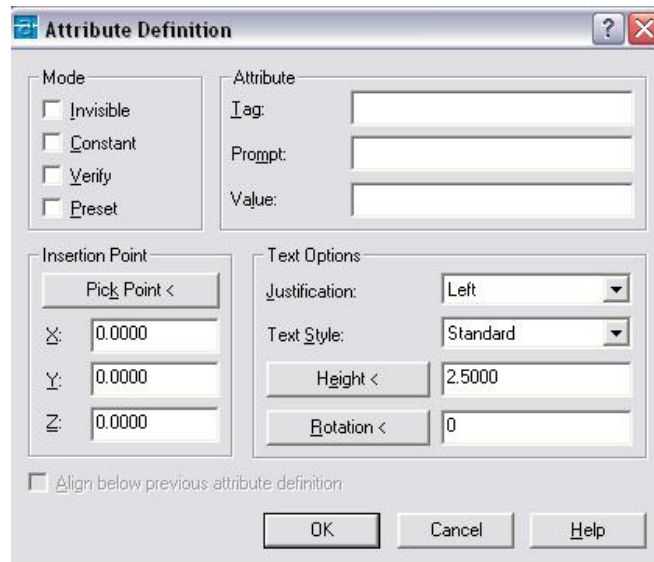 Attribute Definition
Mode
Invisible
Constant
Verify
Preset
Attribute
Tag:
Prompt:
Value:
Insertion Point
Pick Point <
X: 0.0000
Y: 0.0000
Z: 0.0000
Text Options
Justification: Left
Text Style: Standard
Height < 2.5000
Rotation < 0
Align below previous attribute definition
OK Cancel Help